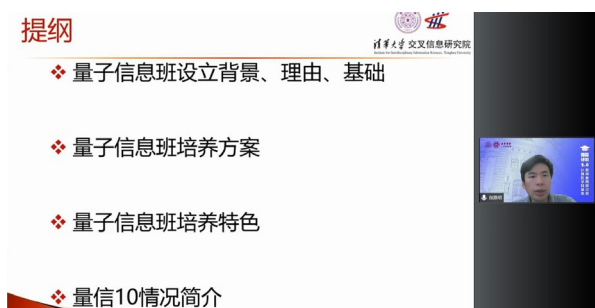 提纲
清华大学 交叉信息研究院
量子信息班设立背景、理由、基础
量子信息班培养方案
量子信息班培养特色
量信10情况简介